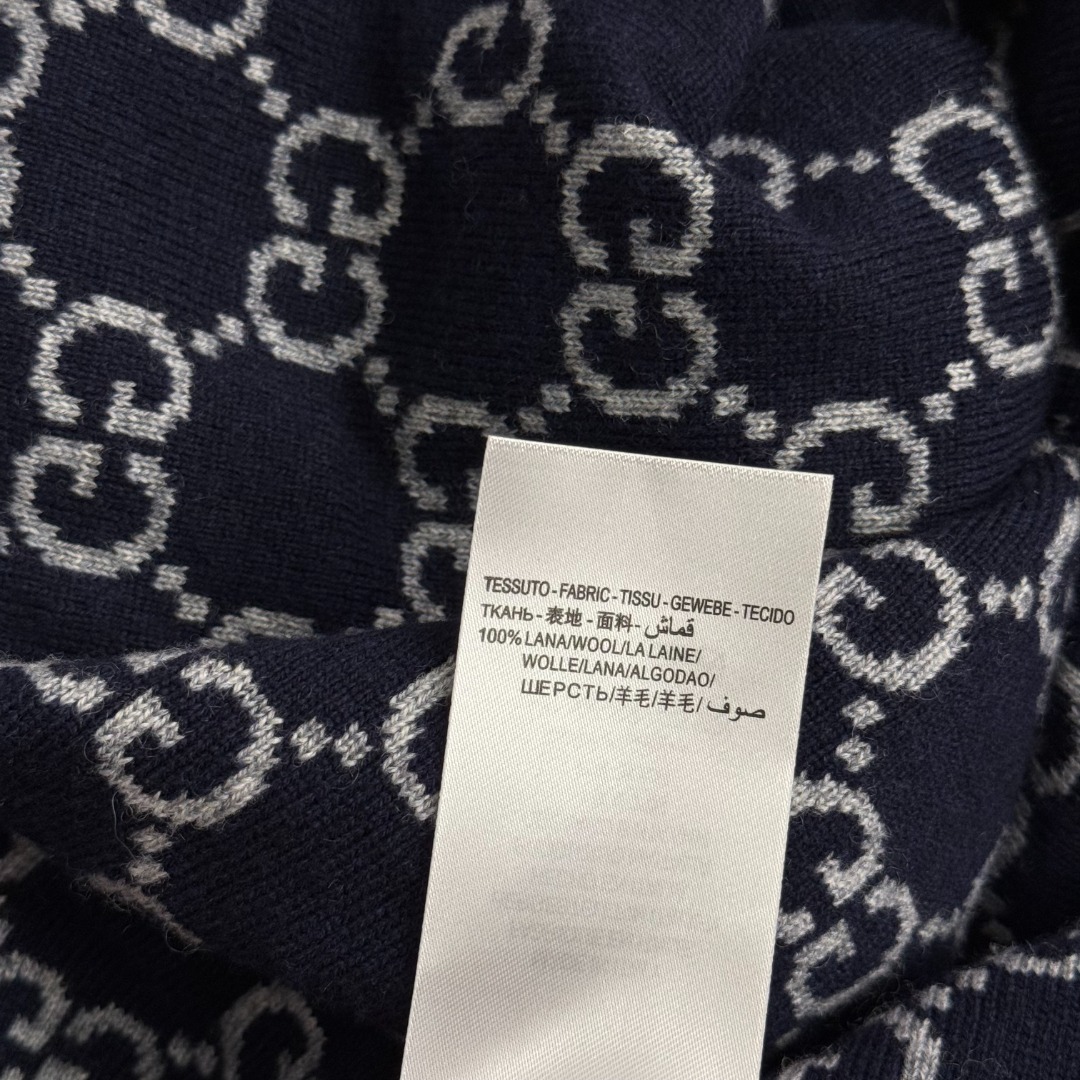 TESSUTO - FABRIC - TISSU - GEWEBE - TECIDO
ТКАНЬ - 表地 - 面料 - قماش
100% LANA/WOOL/LA LAINE/
WOLLE/LANA/ALGODAO/
ШЕРСТЬ/羊毛/羊毛/ صوف